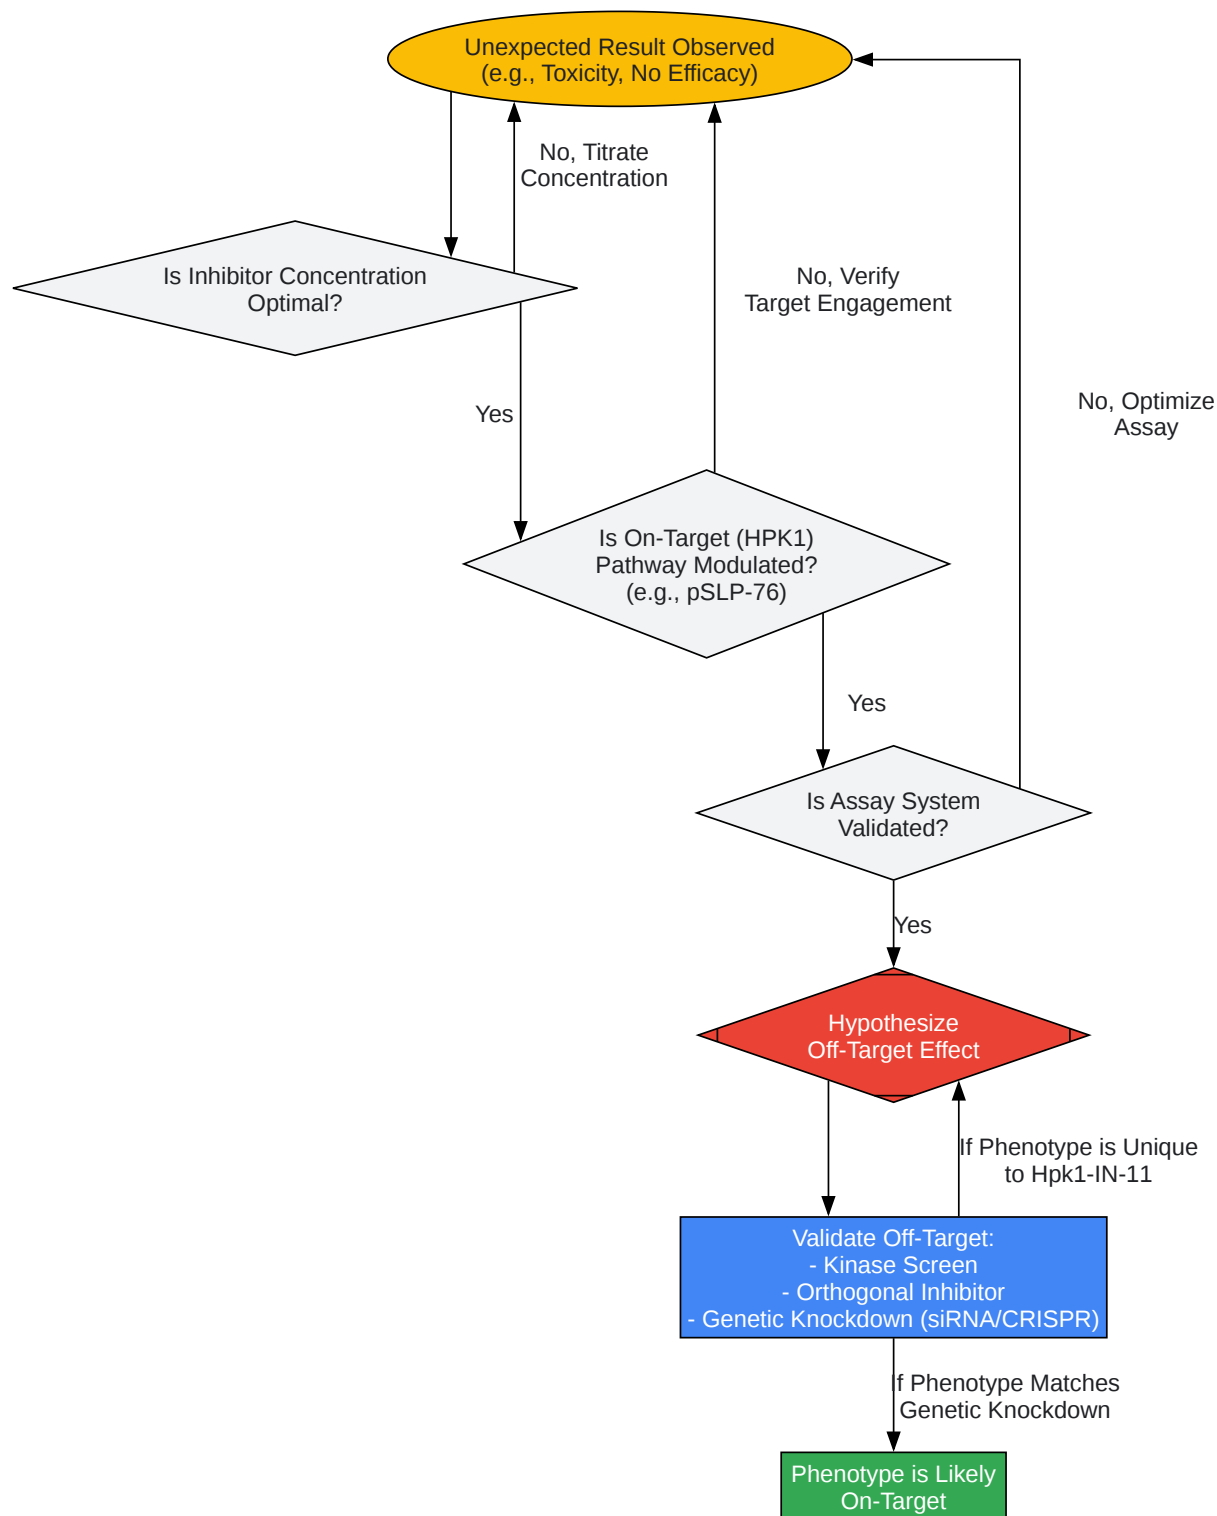 Unexpected Result Observed
(e.g., Toxicity, No Efficacy)
No, Titrate
Concentration
Is Inhibitor Concentration
Optimal?
No, Verify
Target Engagement
No, Optimize
Assay
Yes
Is On-Target (HPK1)
Pathway Modulated?
(e.g., pSLP-76)
Yes
Is Assay System
Validated?
Yes
Hypothesize
Off-Target Effect
If Phenotype is Unique
to Hpk1-IN-11
Validate Off-Target:
- Kinase Screen
- Orthogonal Inhibitor
- Genetic Knockdown (siRNA/CRISPR)
If Phenotype Matches
Genetic Knockdown
Phenotype is Likely
On-Target